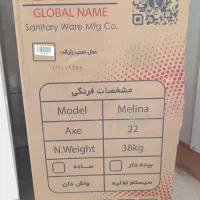 GLOBAL NAME
Sanitary Ware Mfg Co.
محل نصب بارکد:
مشخصات فرنگی
Model Melina
Axe 22
N.Weight 38kg
ساده بیده دار
واش دان سیستم تخلیه